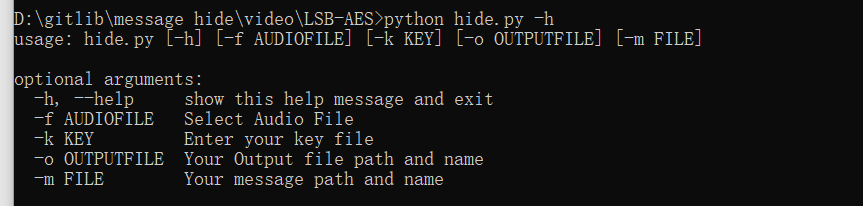 D:\gitlib\message hide\video\LSB-AES>python hide.py -h
usage: hide.py [-h] [-f AUDIOFILE] [-k KEY] [-o OUTPUTFILE] [-m FILE]
optional arguments:
-h, --help show this help message and exit
-f AUDIOFILE Select Audio File
-k KEY Enter your key file
-o OUTPUTFILE Your Output file path and name
-m FILE Your message path and name